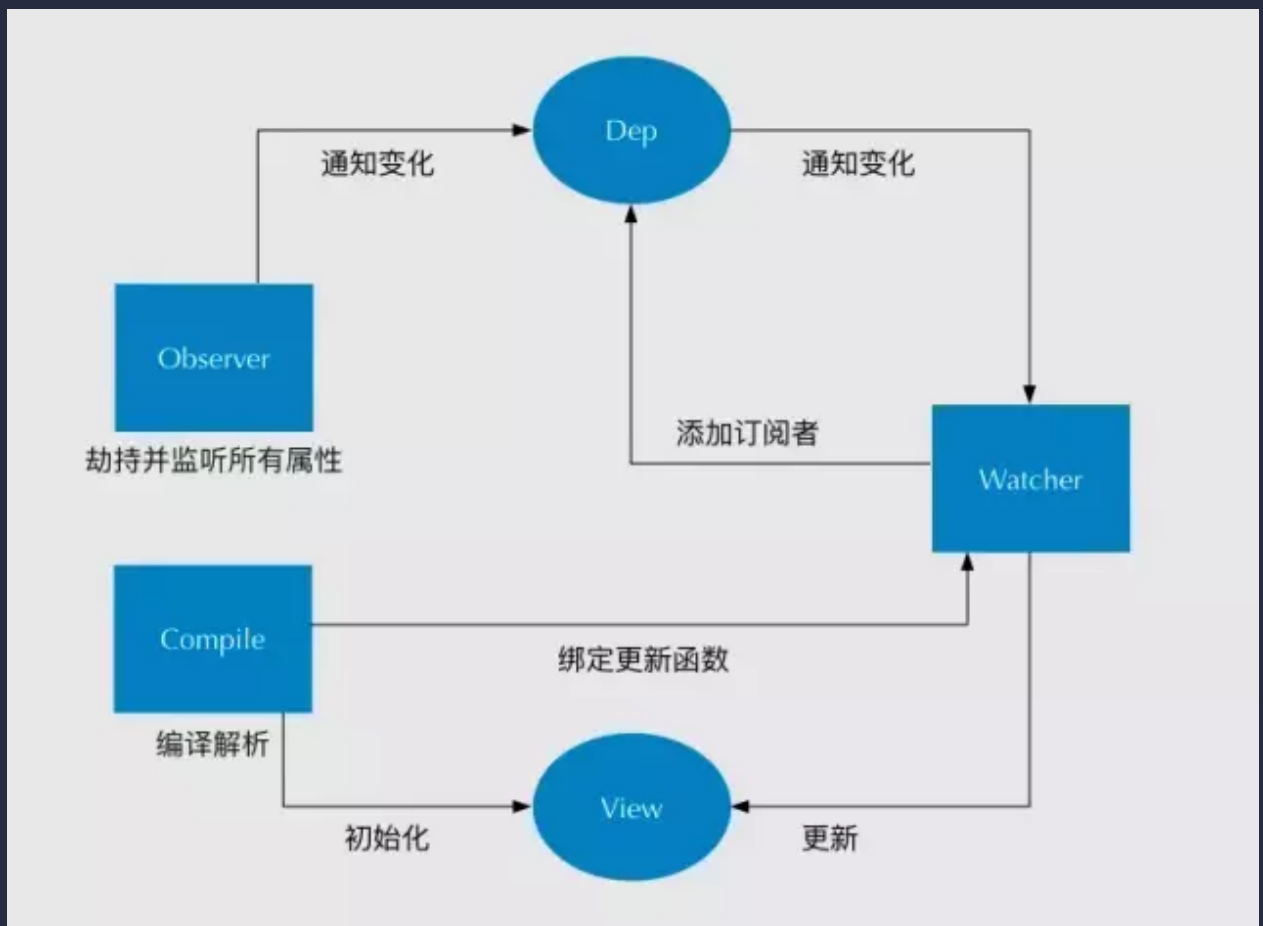 Dep
通知变化
通知变化
Observer
劫持并监听所有属性
添加订阅者
Watcher
Compile
绑定更新函数
编译解析
View
初始化
更新